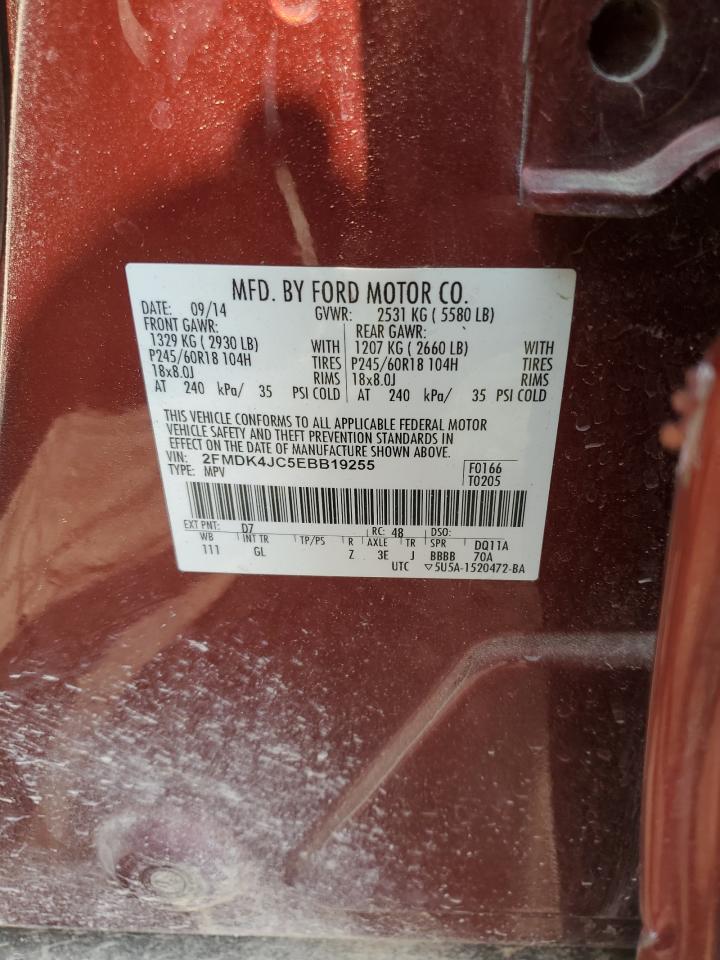 MFD. BY FORD MOTOR CO.
DATE: 09/14 GVWR: 2531 KG ( 5580 LB)
FRONT GAWR: REAR GAWR:
1329 KG ( 2930 LB) WITH 1207 KG ( 2660 LB) WITH
P245/60R18 104H TIRES P245/60R18 104H TIRES
18x8.0J RIMS 18x8.0J RIMS
AT 240 kPa/ 35 PSI COLD AT 240 kPa/ 35 PSI COLD
THIS VEHICLE CONFORMS TO ALL APPLICABLE FEDERAL MOTOR
VEHICLE SAFETY AND THEFT PREVENTION STANDARDS IN
EFFECT ON THE DATE OF MANUFACTURE SHOWN ABOVE.
VIN: 2FMDK4JC5EBB19255 F0166
TYPE: MPV T0205
EXT PNT: D7 RC: 48 DSO:
WB INT TR TP/PS R AXLE TR SPR DQ11A
111 GL Z 3E J BBBB 70A
UTC ▽5U5A-1520472-BA